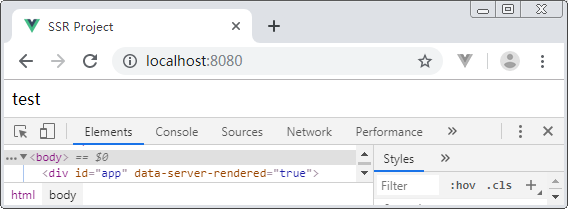 SSR Project
localhost:8080
test
Elements Console Sources Network Performance »
<body> == $0
<div id="app" data-server-rendered="true">
html body
Styles »
Filter :hov .cls +